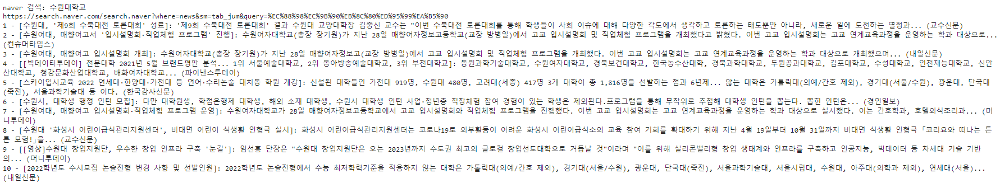 naver 검색: 수원대학교
https://search.naver.com/search.naver?where=news&sm=tab_jum&query=%EC%88%98%EC%9B%90%EB%8C%80%ED%95%99%EA%B5%90
1 - [수원대, '제9회 수북대전 토론대회' 성료]: '제9회 수북대전 토론대회' 결과 수원대 교양대학장 김중신 교수는 "이번 수북대전 토론대회를 통해 학생들이 사회 이슈에 대해 다양한 각도에서 생각하고 토론하는 태도뿐만 아니라, 새로운 일에 도전하는 열정과... (교수신문)
2 - [수원여대, 매향여고서 '입시설명회·직업체험 프로그램' 진행]: 수원여자대학교(총장 장기원)가 지난 28일 매향여자정보고등학교(교장 방병일)에서 고교 입시설명회 및 직업체험 프로그램을 개최했다고 밝혔다. 이번 고교 입시설명회는 고교 연계교육과정을 운영하는 학과 대상으로...
(컨슈머타임스)
3 - [수원여대, 매향여고 입시설명회 개최]: 수원여자대학교(총장 장기원)가 지난 28일 매향여자정보고(교장 방병일)에서 고교 입시설명회 및 직업체험 프로그램을 개최했다. 이번 고교 입시설명회는 고교 연계교육과정을 운영하는 학과 대상으로 개최했으며... (내일신문)
4 - [[빅데이터투데이] 전문대학 2021년 5월 브랜드평판 분석... 1위 서울예술대학교, 2위 동아방송예술대학교, 3위 부천대학교]: 동원과학기술대학교, 수원여자대학교, 경북보건대학교, 한국농수산대학, 경북과학대학교, 두원공과대학교, 김포대학교, 수성대학교, 인천재능대학교, 신안
산대학교, 청강문화산업대학교, 배화여자대학교... (파이낸스투데이)
5 - [스카이입시교육 2022 연세대·한양대·가천대 등 언어·수리논술 대치동 학원 개강]: 신설된 대학들인 가천대 919명, 수원대 480명, 고려대(세종) 417명 3개 대학이 총 1,816명을 선발하는 점과 6년제... 않는 대학은 가톨릭대(의예/간호 제외), 경기대(서울/수원), 광운대, 단국대
(죽전), 서울과학기술대 등 이다. (한국강사신문)
6 - [수원시, 대학생 행정 인턴 모집]: 다만 대학원생, 학점은행제 대학생, 해외 소재 대학생, 수원시 대학생 인턴 사업·청년층 직장체험 참여 경험이 있는 학생은 제외된다.프로그램을 통해 무작위로 추첨해 대학생 인턴을 뽑는다. 뽑힌 인턴은... (경인일보)
7 - [수원여대, 매향여고 입시설명회·직업체험 프로그램 운영]: 수원여자대학교가 28일 매향여자정보고등학교에서 고교 입시설명회와 직업체험 프로그램을 진행했다. 이번 고교 입시설명회는 고교 연계교육과정을 운영하는 학과 대상으로 실시했다. 이는 간호학과, 호텔외식조리과... (머
니투데이)
8 - [수원대 '화성시 어린이급식관리지원센터', 비대면 어린이 식생활 인형극 실시]: 화성시 어린이급식관리지원센터는 코로나19로 외부활동이 어려운 화성시 어린이급식소의 교육 참여 기회를 확대하기 위해 지난 4월 19일부터 10월 31일까지 비대면 식생활 인형극 「코리요와 떠나는 튼
튼 모험!」을... (교수신문)
9 - [[영상]수원대 창업지원단, 우수한 창업 인프라 구축 '눈길']: 임선홍 단장은 "수원대 창업지원단은 오는 2023년까지 수도권 최고의 글로컬 창업선도대학으로 거듭날 것"이라며 "이를 위해 실리콘밸리형 창업 생태계와 인프라를 구축하고 인공지능, 빅데이터 등 차세대 기술 기반
의... (머니투데이)
10 - [2022학년도 수시모집 논술전형 변경 사항 및 선발인원]: 2022학년도 논술전형에서 수능 최저학력기준을 적용하지 않는 대학은 가톨릭대(의예/간호 제외), 경기대(서울/수원), 광운대, 단국대(죽전), 서울과학기술대, 서울시립대, 수원대, 아주대(의학과 제외), 연세대(서울)...
(내일신문)